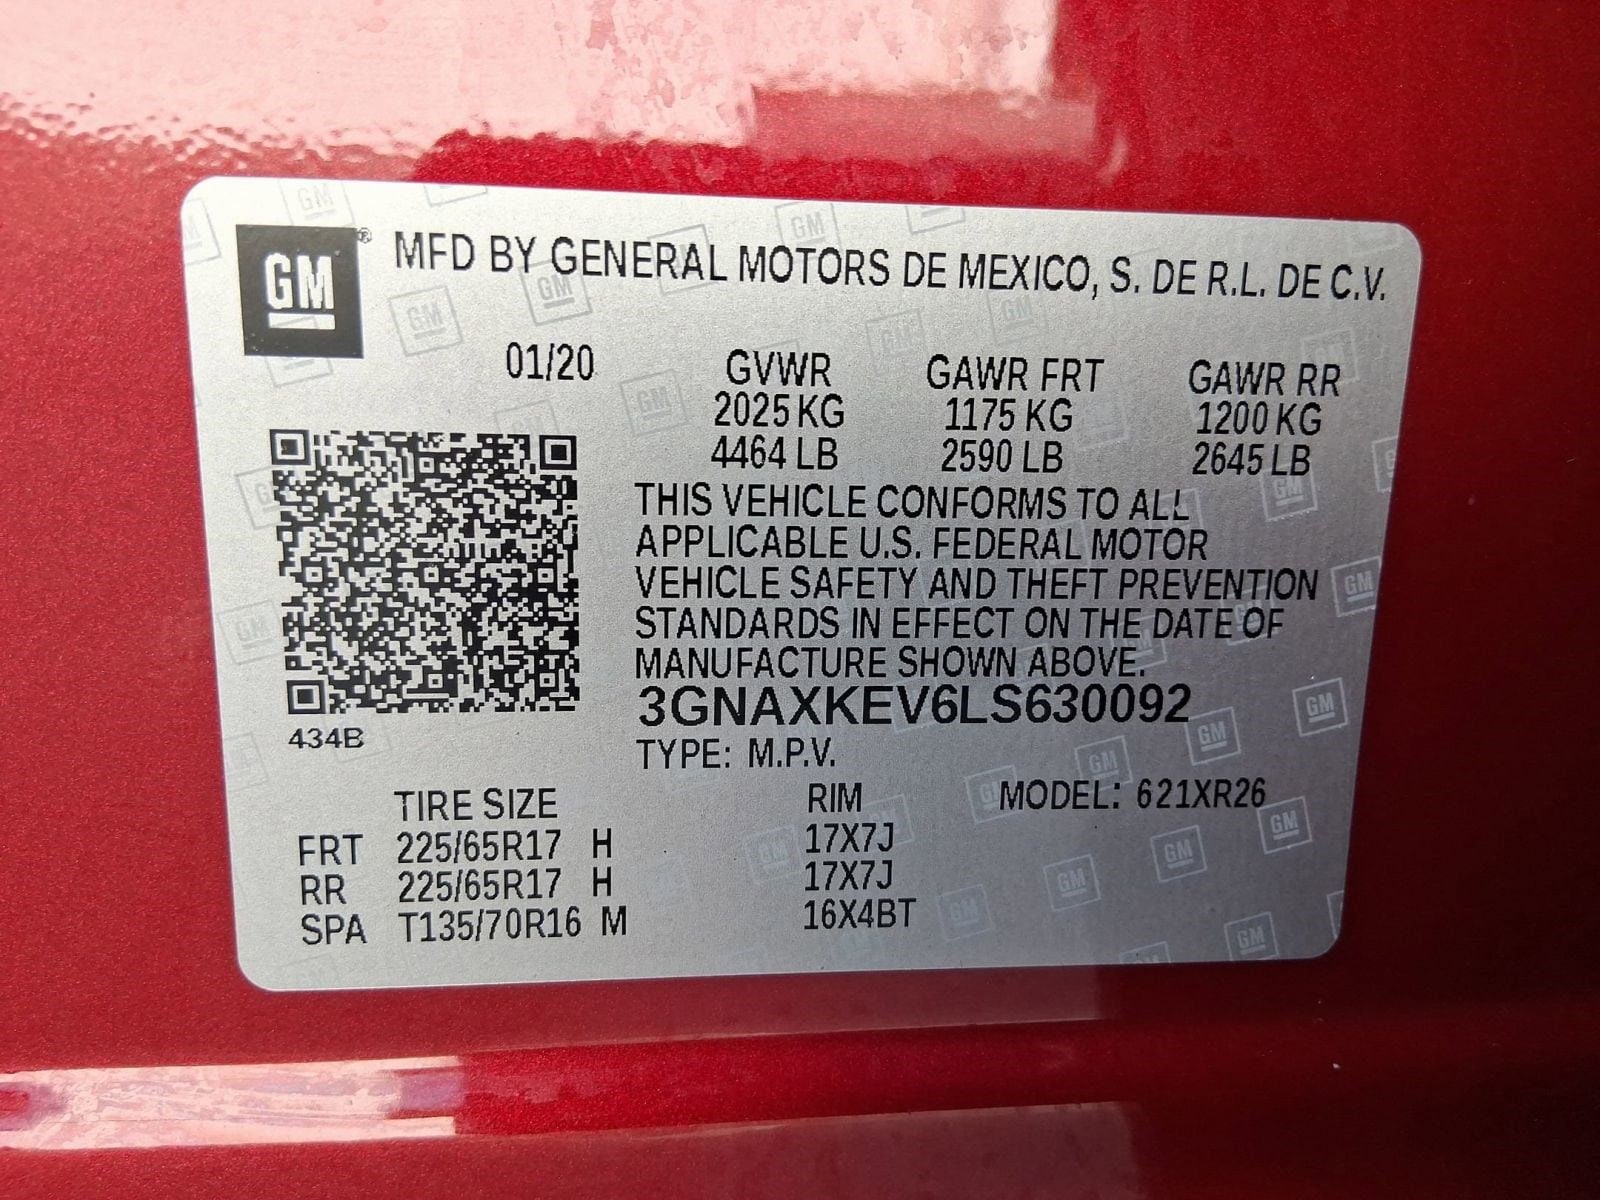 GM ® MFD BY GENERAL MOTORS DE MEXICO, S. DE R.L. DE C.V.
01/20 GVWR GAWR FRT GAWR RR
2025 KG 1175 KG 1200 KG
4464 LB 2590 LB 2645 LB
THIS VEHICLE CONFORMS TO ALL
APPLICABLE U.S. FEDERAL MOTOR
VEHICLE SAFETY AND THEFT PREVENTION
STANDARDS IN EFFECT ON THE DATE OF
MANUFACTURE SHOWN ABOVE.
3GNAXKEV6LS630092
434B
TYPE: M.P.V.
TIRE SIZE RIM MODEL: 621XR26
FRT 225/65R17 H 17X7J
RR 225/65R17 H 17X7J
SPA T135/70R16 M 16X4BT